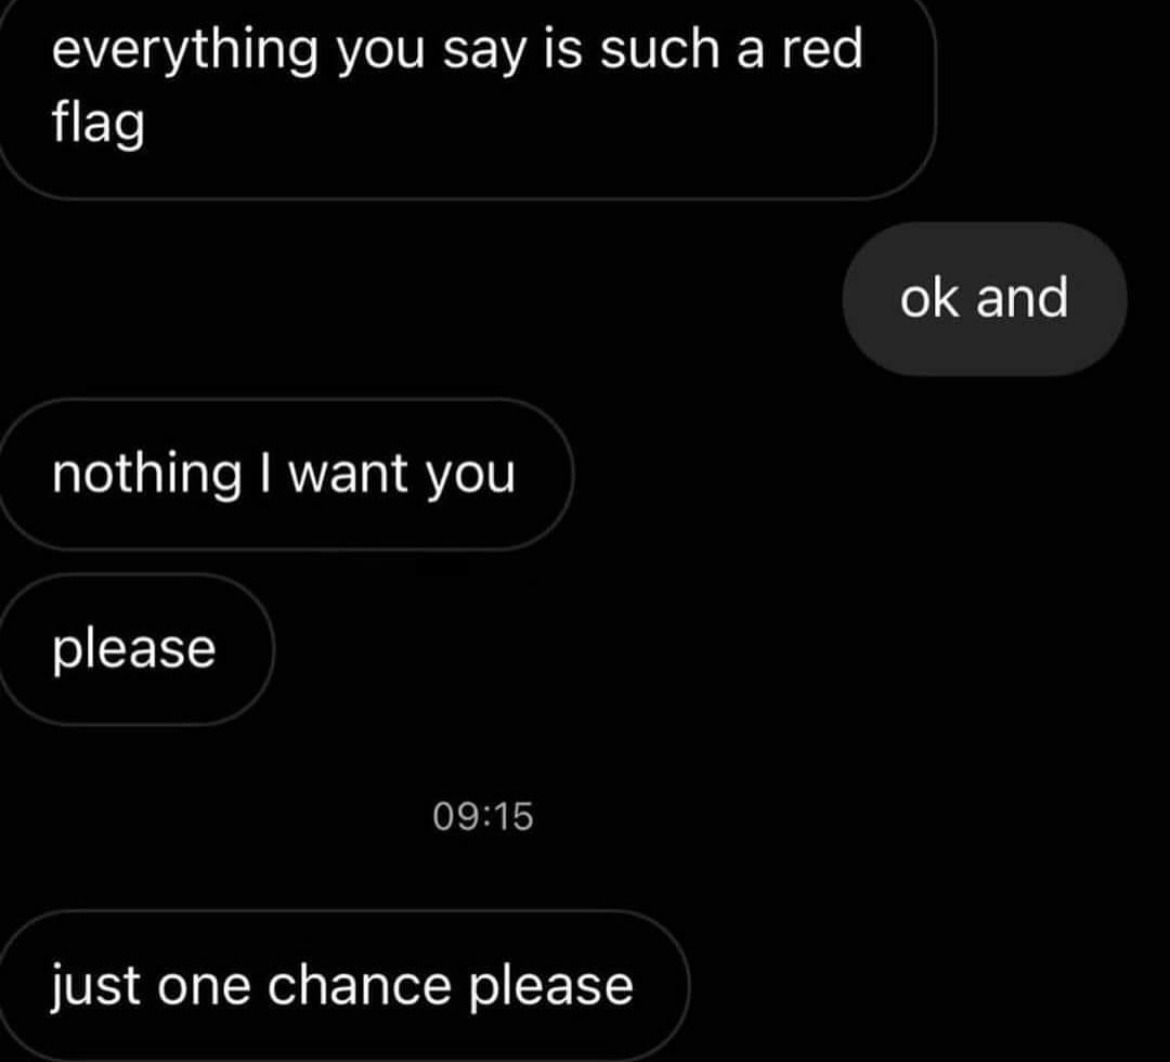 everything you say is such a red
flag
ok and
nothing I want you
please
09:15
just one chance please